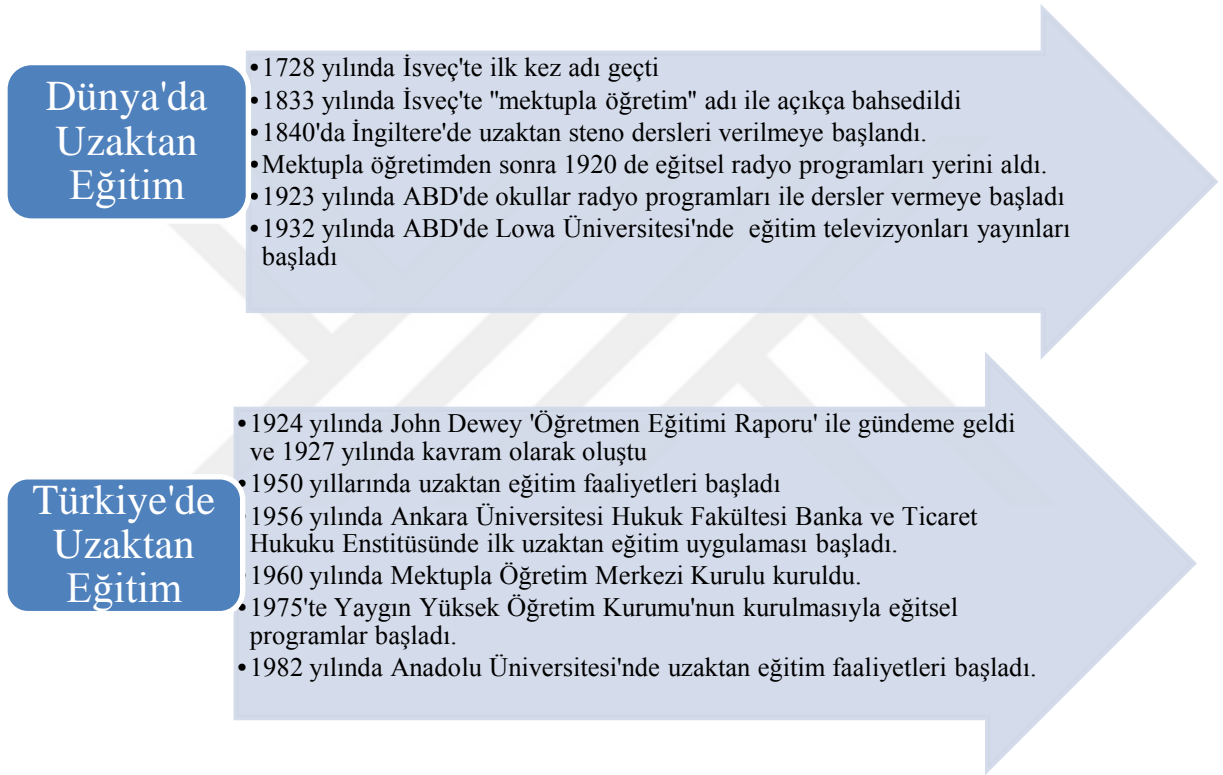 Dünya'da
Uzaktan
Eğitim
•1728 yılında İsveç'te ilk kez adı geçti
•1833 yılında İsveç'te "mektupla öğretim" adı ile açıkça bahsedildi
•1840'da İngiltere'de uzaktan steno dersleri verilmeye başlandı.
•Mektupla öğretimden sonra 1920 de eğitsel radyo programları yerini aldı.
•1923 yılında ABD'de okullar radyo programları ile dersler vermeye başladı
•1932 yılında ABD'de Lowa Üniversitesi'nde eğitim televizyonları yayınları
başladı
Türkiye'de
Uzaktan
Eğitim
•1924 yılında John Dewey 'Öğretmen Eğitimi Raporu' ile gündeme geldi
ve 1927 yılında kavram olarak oluştu
•1950 yıllarında uzaktan eğitim faaliyetleri başladı
•1956 yılında Ankara Üniversitesi Hukuk Fakültesi Banka ve Ticaret
Hukuku Enstitüsünde ilk uzaktan eğitim uygulaması başladı.
•1960 yılında Mektupla Öğretim Merkezi Kurulu kuruldu.
•1975'te Yaygın Yüksek Öğretim Kurumu'nun kurulmasıyla eğitsel
programlar başladı.
•1982 yılında Anadolu Üniversitesi'nde uzaktan eğitim faaliyetleri başladı.